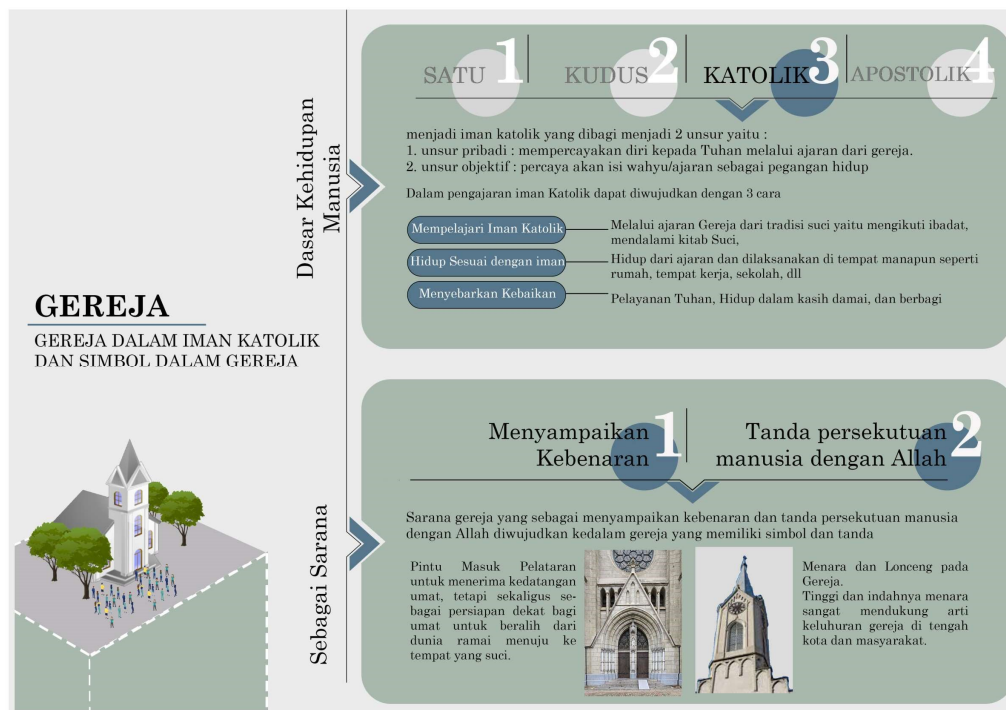 GEREJA
GEREJA DALAM IMAN KATOLIK
DAN SIMBOL DALAM GEREJA
Dasar Kehidupan
Manusia
SATU 1
KUDUS 2
KATOLIK 3
APOSTOLIK 4
menjadi iman katolik yang dibagi menjadi 2 unsur yaitu :
1. unsur pribadi : mempercayakan diri kepada Tuhan melalui ajaran dari gereja.
2. unsur objektif : percaya akan isi wahyu/ajaran sebagai pegangan hidup
Dalam pengajaran iman Katolik dapat diwujudkan dengan 3 cara
Mempelajari Iman Katolik
Melalui ajaran Gereja dari tradisi suci yaitu mengikuti ibadat,
mendalami kitab Suci,
Hidup Sesuai dengan iman
Hidup dari ajaran dan dilaksanakan di tempat manapun seperti
rumah, tempat kerja, sekolah, dll
Menyebarkan Kebaikan
Pelayanan Tuhan, Hidup dalam kasih damai, dan berbagi
Sebagai Sarana
Menyampaikan
Kebenaran
1
Tanda persekutuan
manusia dengan Allah
2
Sarana gereja yang sebagai menyampaikan kebenaran dan tanda persekutuan manusia
dengan Allah diwujudkan kedalam gereja yang memiliki simbol dan tanda
Pintu Masuk Pelataran
untuk menerima kedatangan
umat, tetapi sekaligus se-
bagai persiapan dekat bagi
umat untuk beralih dari
dunia ramai menuju ke
tempat yang suci.
Menara dan Lonceng pada
Gereja.
Tinggi dan indahnya menara
sangat mendukung arti
keluhuran gereja di tengah
kota dan masyarakat.